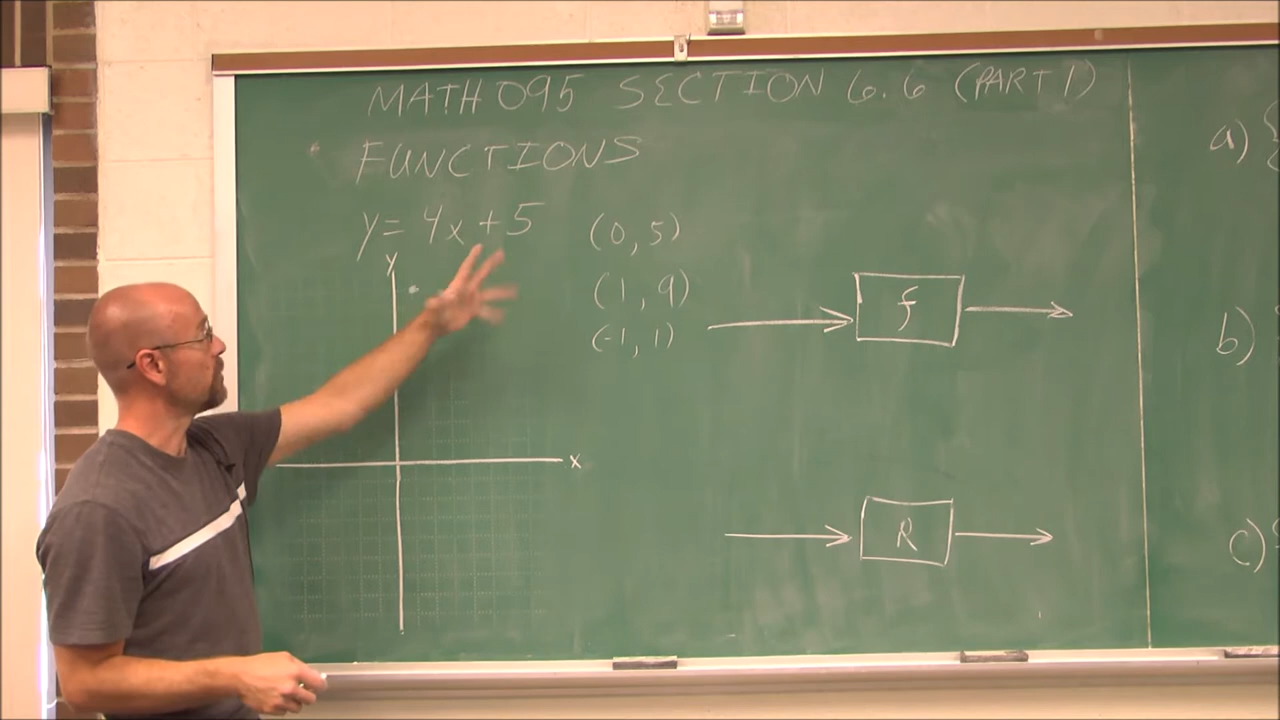 MATH 095 SECTION 6.6 (PART 1)
FUNCTIONS
y = 4x + 5
(0, 5)
(1, 9)
(-1, 1)
y
x
f
R
a) {
b)
c)